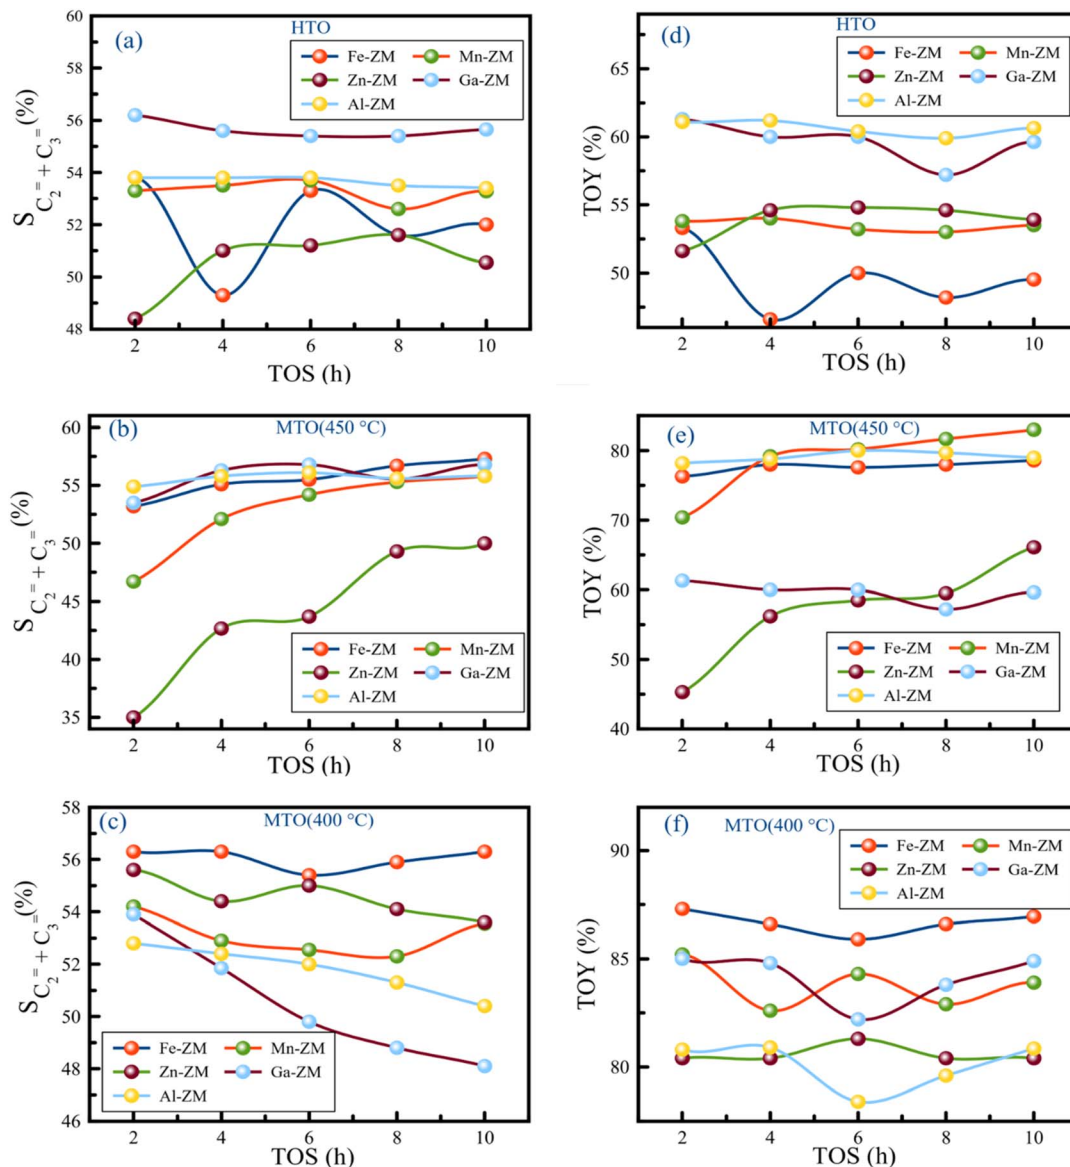 (a)
HTO
Fe-ZM
Mn-ZM
Zn-ZM
Ga-ZM
Al-ZM
60
58
56
54
52
50
48
2
4
6
8
10
S C₂⁼ + C₃⁼ (%)
TOS (h)
(d)
HTO
Fe-ZM
Mn-ZM
Zn-ZM
Ga-ZM
Al-ZM
65
60
55
50
2
4
6
8
10
TOY (%)
TOS (h)
(b)
MTO(450 °C)
60
55
50
45
40
35
Fe-ZM
Mn-ZM
Zn-ZM
Ga-ZM
Al-ZM
2
4
6
8
10
S C₂⁼ + C₃⁼ (%)
TOS (h)
(e)
MTO(450 °C)
80
70
60
50
40
Fe-ZM
Mn-ZM
Zn-ZM
Ga-ZM
Al-ZM
2
4
6
8
10
TOY (%)
TOS (h)
(c)
MTO(400 °C)
58
56
54
52
50
48
46
Fe-ZM
Mn-ZM
Zn-ZM
Ga-ZM
Al-ZM
2
4
6
8
10
S C₂⁼ + C₃⁼ (%)
TOS (h)
(f)
MTO(400 °C)
Fe-ZM
Mn-ZM
Zn-ZM
Ga-ZM
Al-ZM
90
85
80
2
4
6
8
10
TOY (%)
TOS (h)